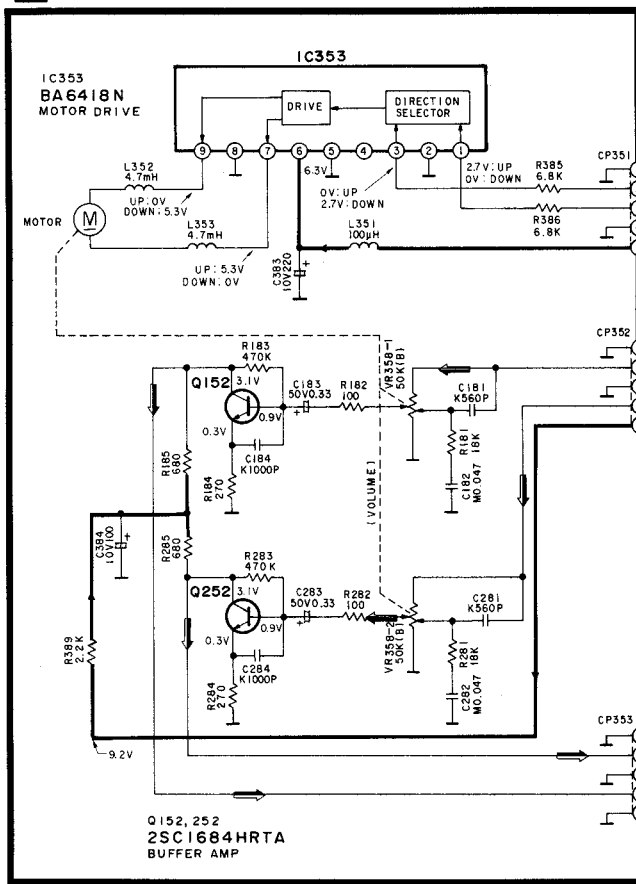 IC353
IC353
BA6418N
MOTOR DRIVE
DRIVE
DIRECTION
SELECTOR
9 8 7 6 5 4 3 2 1
CP351
6.3V
2.7V:UP
0V:DOWN
R385
6.8K
L352
4.7mH
0V:UP
2.7V:DOWN
UP:0V
DOWN:5.3V
MOTOR
M
L353
4.7mH
L351
100μH
R386
6.8K
UP:5.3V
DOWN:0V
C383
10V220
+
CP352
R183
470K
Q152
3.1V
C183
50V0.33
R182
100
VR358-1
50K(B)
C181
K560P
0.9V
+
0.3V
R181
18K
C184
K1000P
R185
680
R184
270
C182
M0.047
(VOLUME)
C384
10V100
+
R285
680
R283
470K
Q252
3.1V
C283
50V0.33
R282
100
VR358-2
50K(B)
C281
K560P
0.9V
+
0.3V
R281
18K
R389
2.2K
C284
K1000P
R284
270
C282
M0.047
CP353
9.2V
Q152, 252
2SC1684HRTA
BUFFER AMP